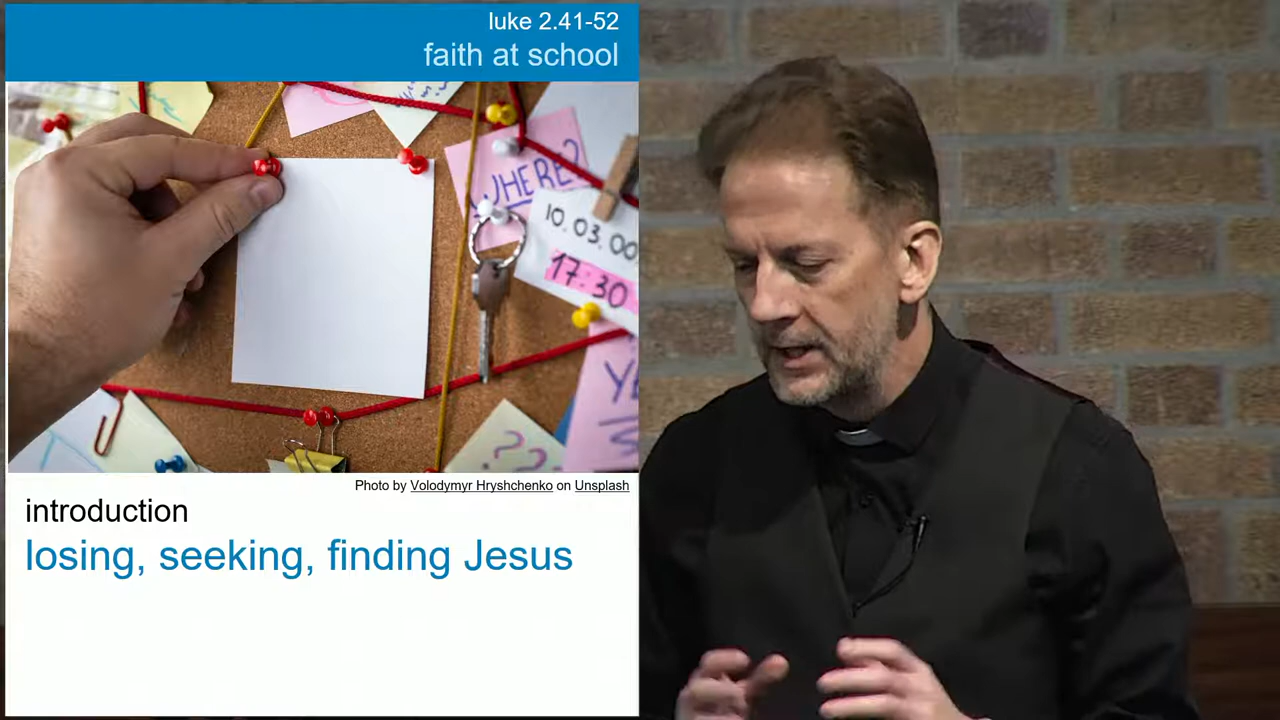 luke 2.41-52
faith at school
WHERE?
10.03.00
17:30
??
Photo by Volodymyr Hryshchenko on Unsplash
introduction
losing, seeking, finding Jesus